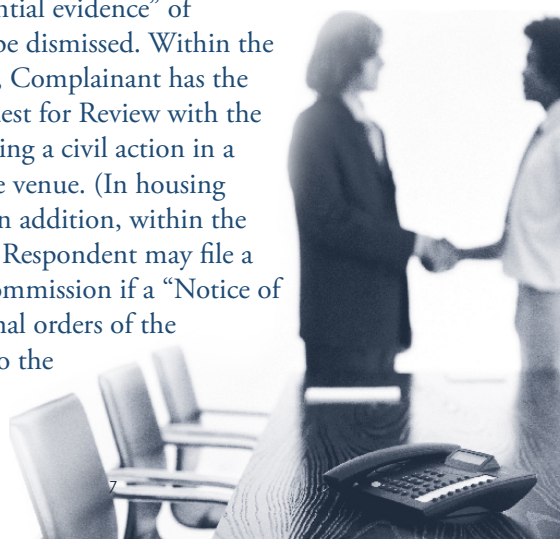 ntial evidence” of
be dismissed. Within the
, Complainant has the
est for Review with the
ing a civil action in a
e venue. (In housing
n addition, within the
Respondent may file a
ommission if a “Notice of
nal orders of the
o the
7